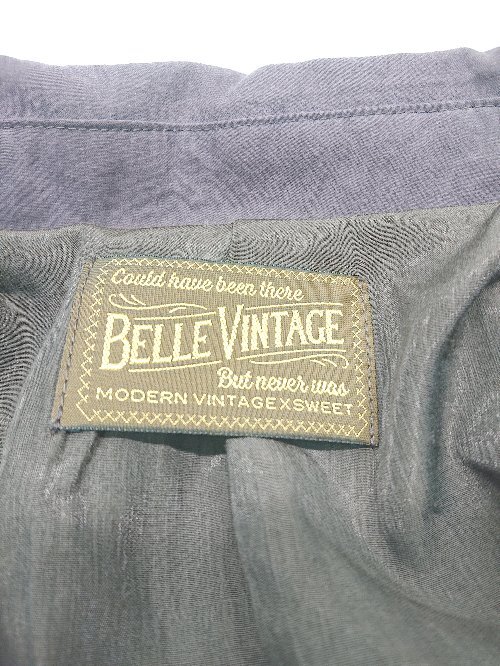 Could have been there
BELLE VINTAGE
But never was
MODERN VINTAGE X SWEET